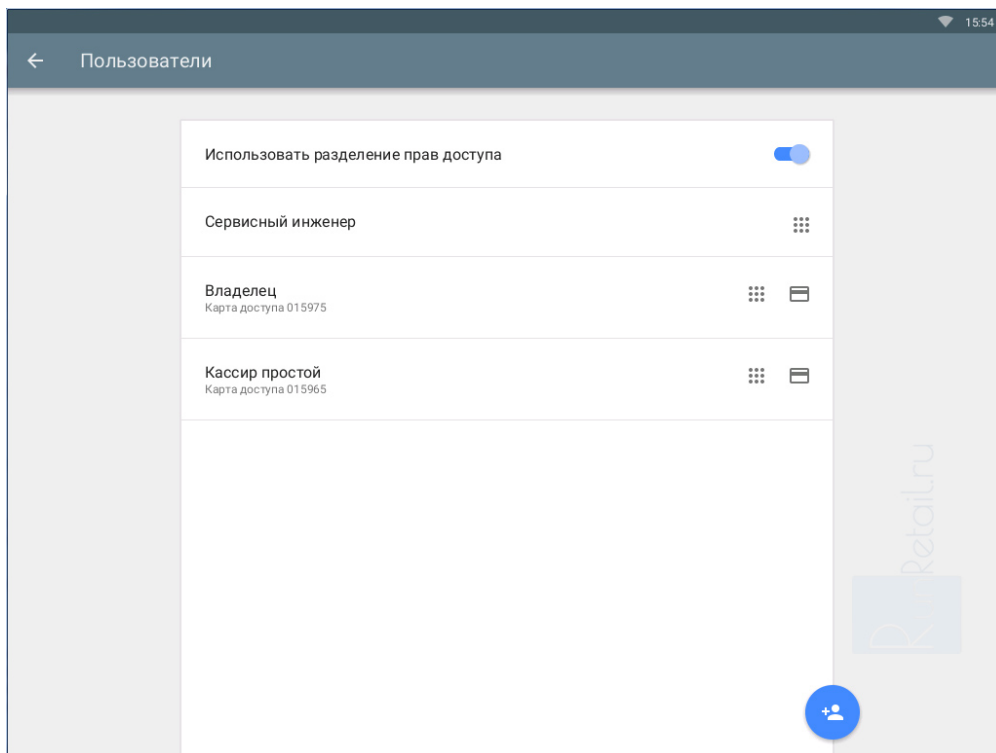 15:54
Пользователи
Использовать разделение прав доступа
Сервисный инженер
Владелец
Карта доступа 015975
Кассир простой
Карта доступа 015965
Retail.ru